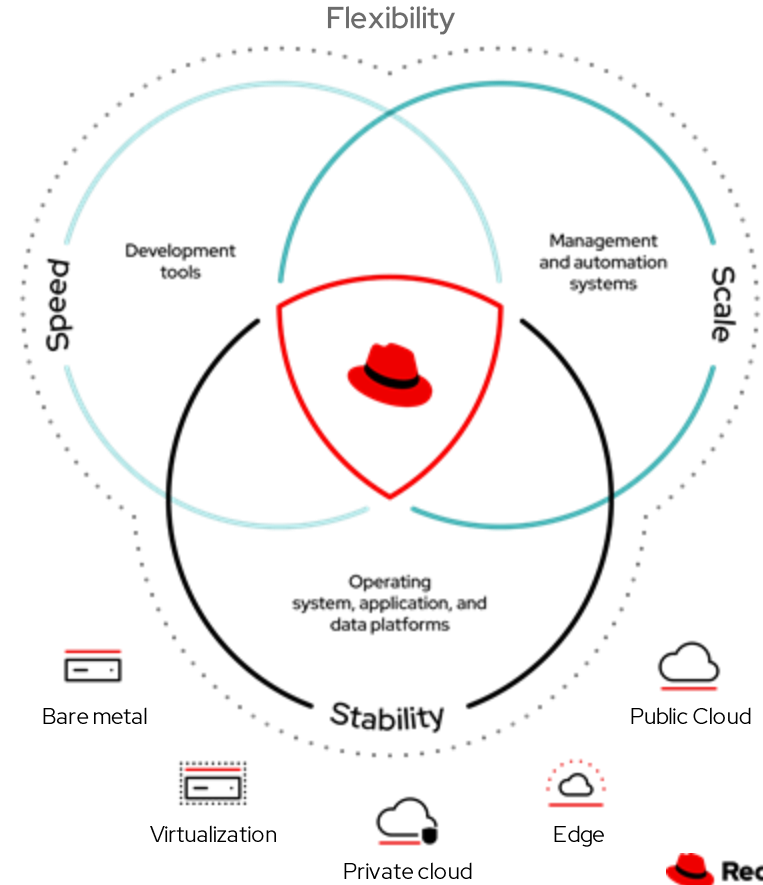 Flexibility
Development
tools
Management
and automation
systems
Speed
Scale
Operating
system, application, and
data platforms
Stability
Bare metal
Public Cloud
Virtualization
Edge
Private cloud